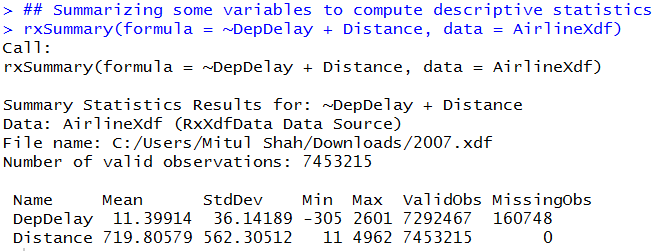 > ## Summarizing some variables to compute descriptive statistics
> rxSummary(formula = ~DepDelay + Distance, data = AirlineXdf)
Call:
rxSummary(formula = ~DepDelay + Distance, data = AirlineXdf)
Summary Statistics Results for: ~DepDelay + Distance
Data: AirlineXdf (RxXdfData Data Source)
File name: C:/Users/Mitul Shah/Downloads/2007.xdf
Number of valid observations: 7453215
Name Mean StdDev Min Max ValidObs MissingObs
DepDelay 11.39914 36.14189 -305 2601 7292467 160748
Distance 719.80579 562.30512 11 4962 7453215 0